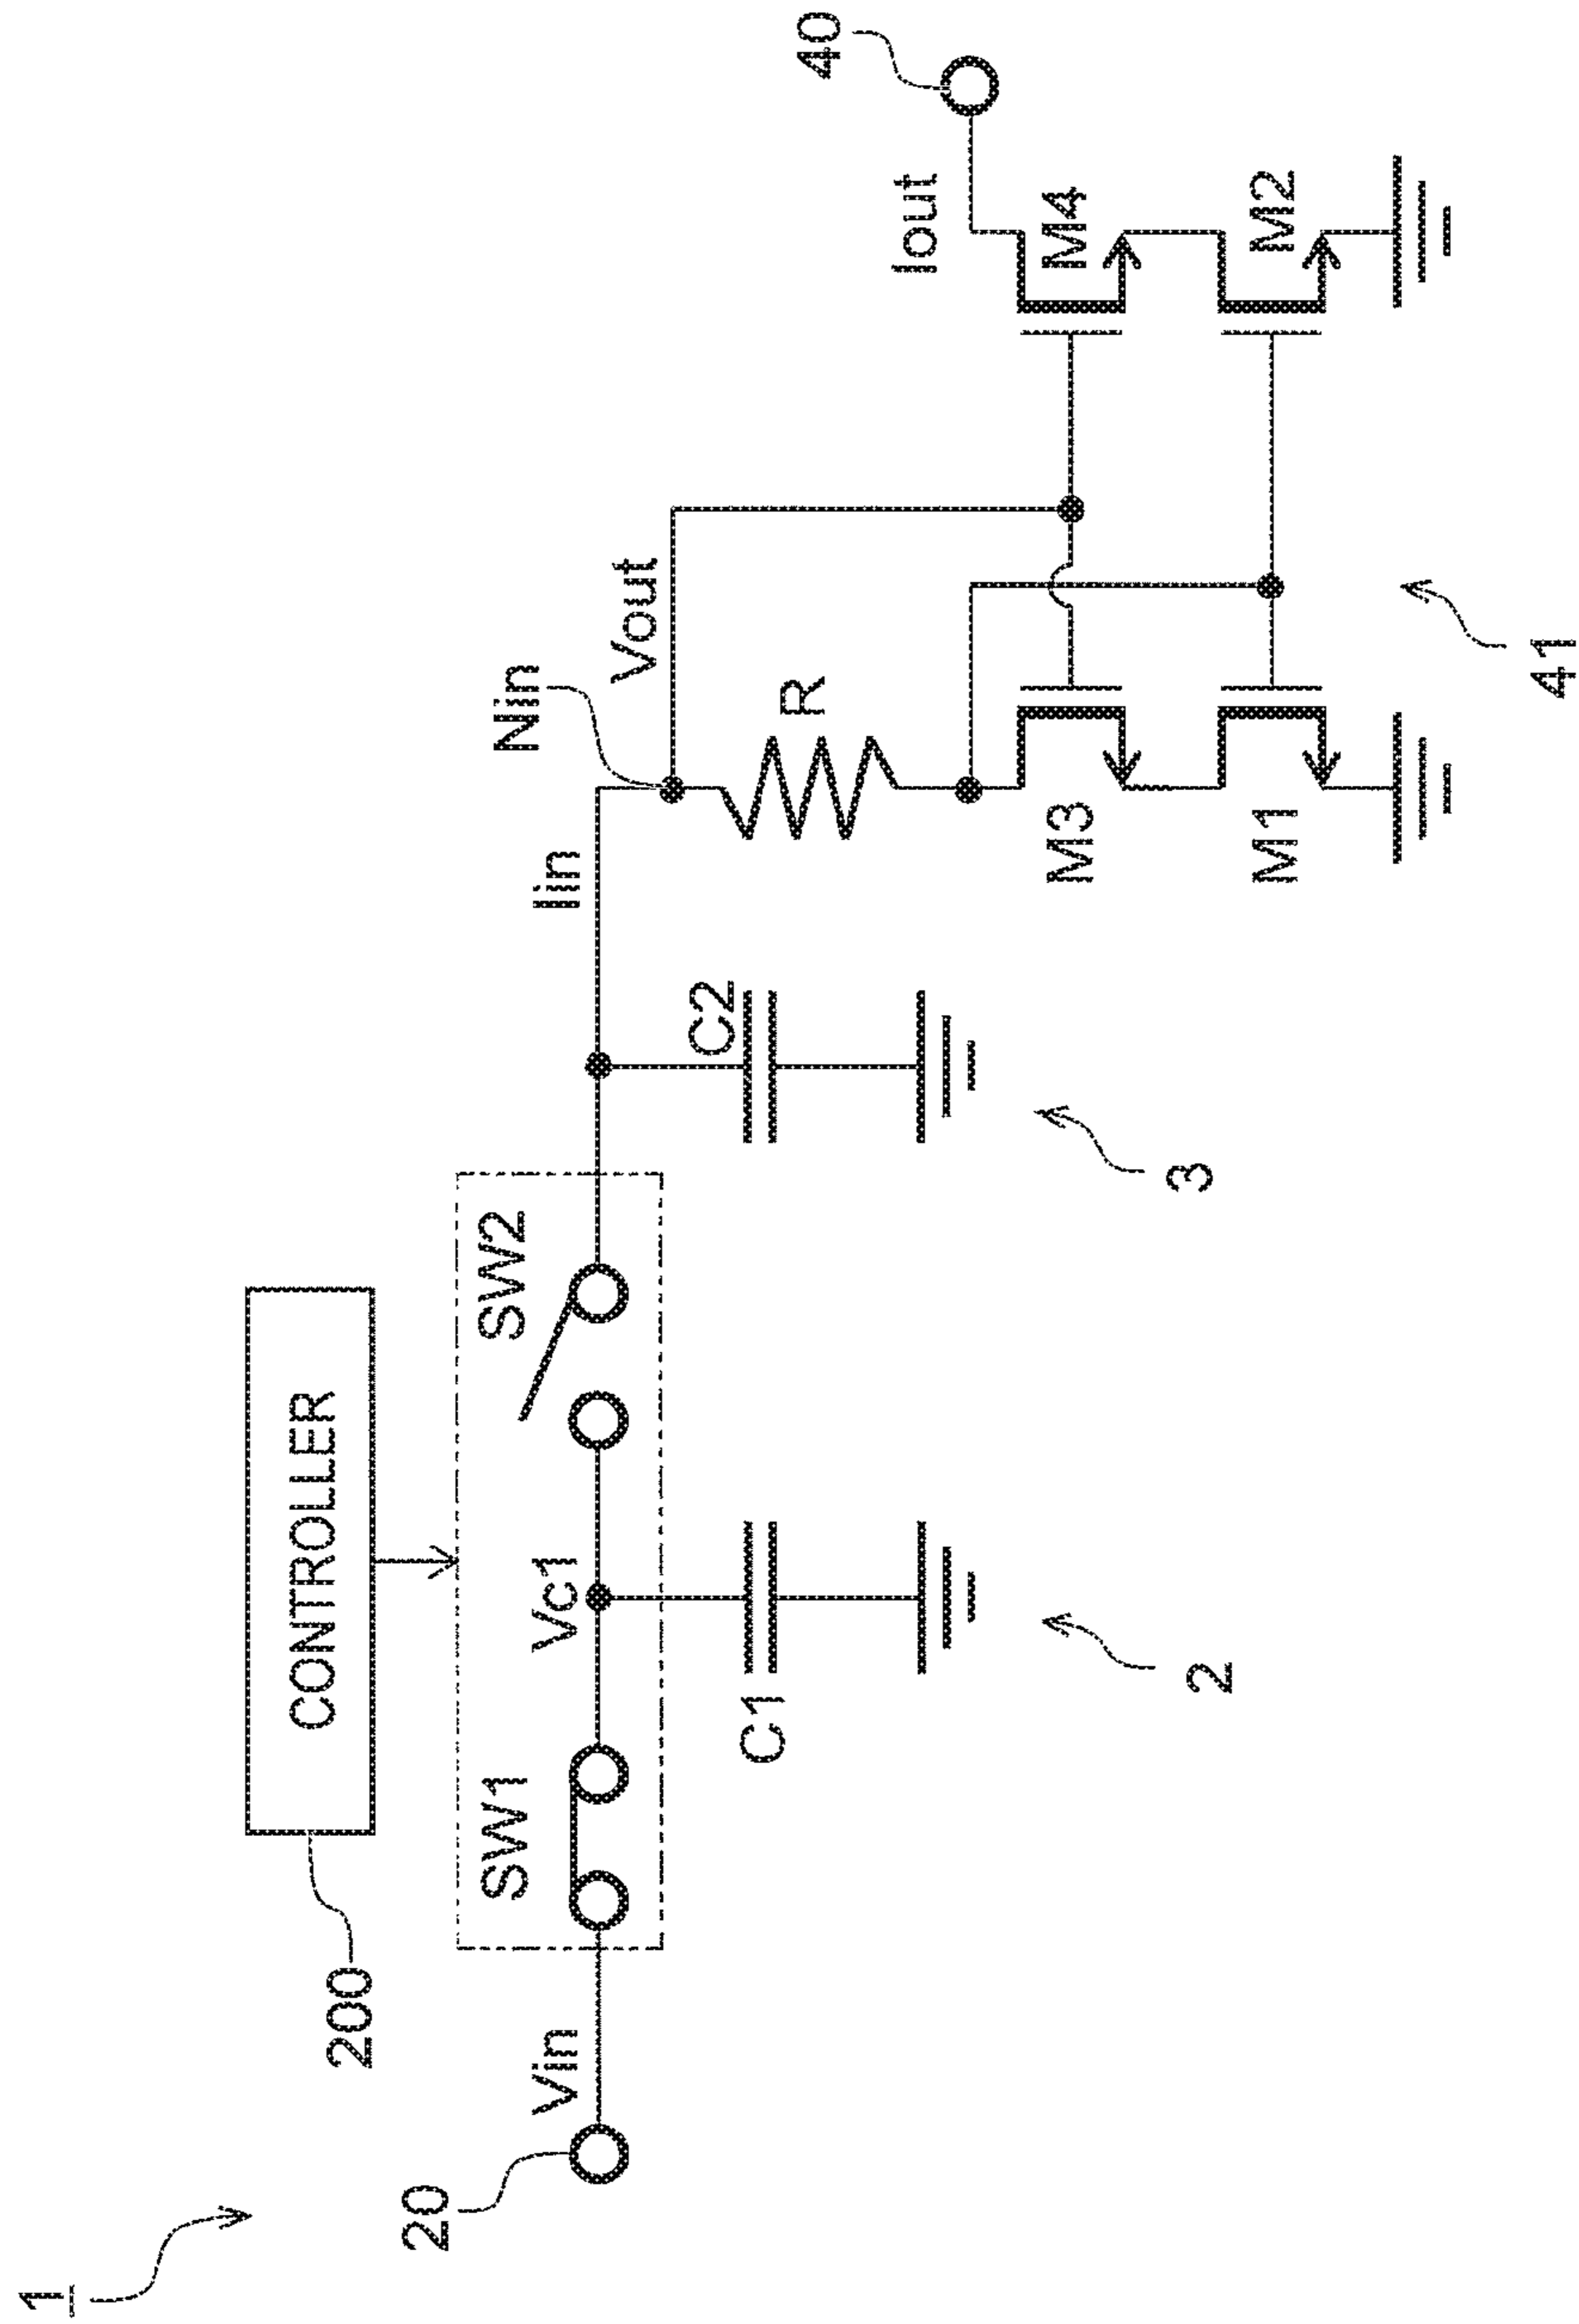 1
200
CONTROLLER
20
Vin
SW1
Vc1
SW2
C1
2
C2
3
Iin
Nin
Vout
R
M3
M1
41
Iout
40
M4
M2